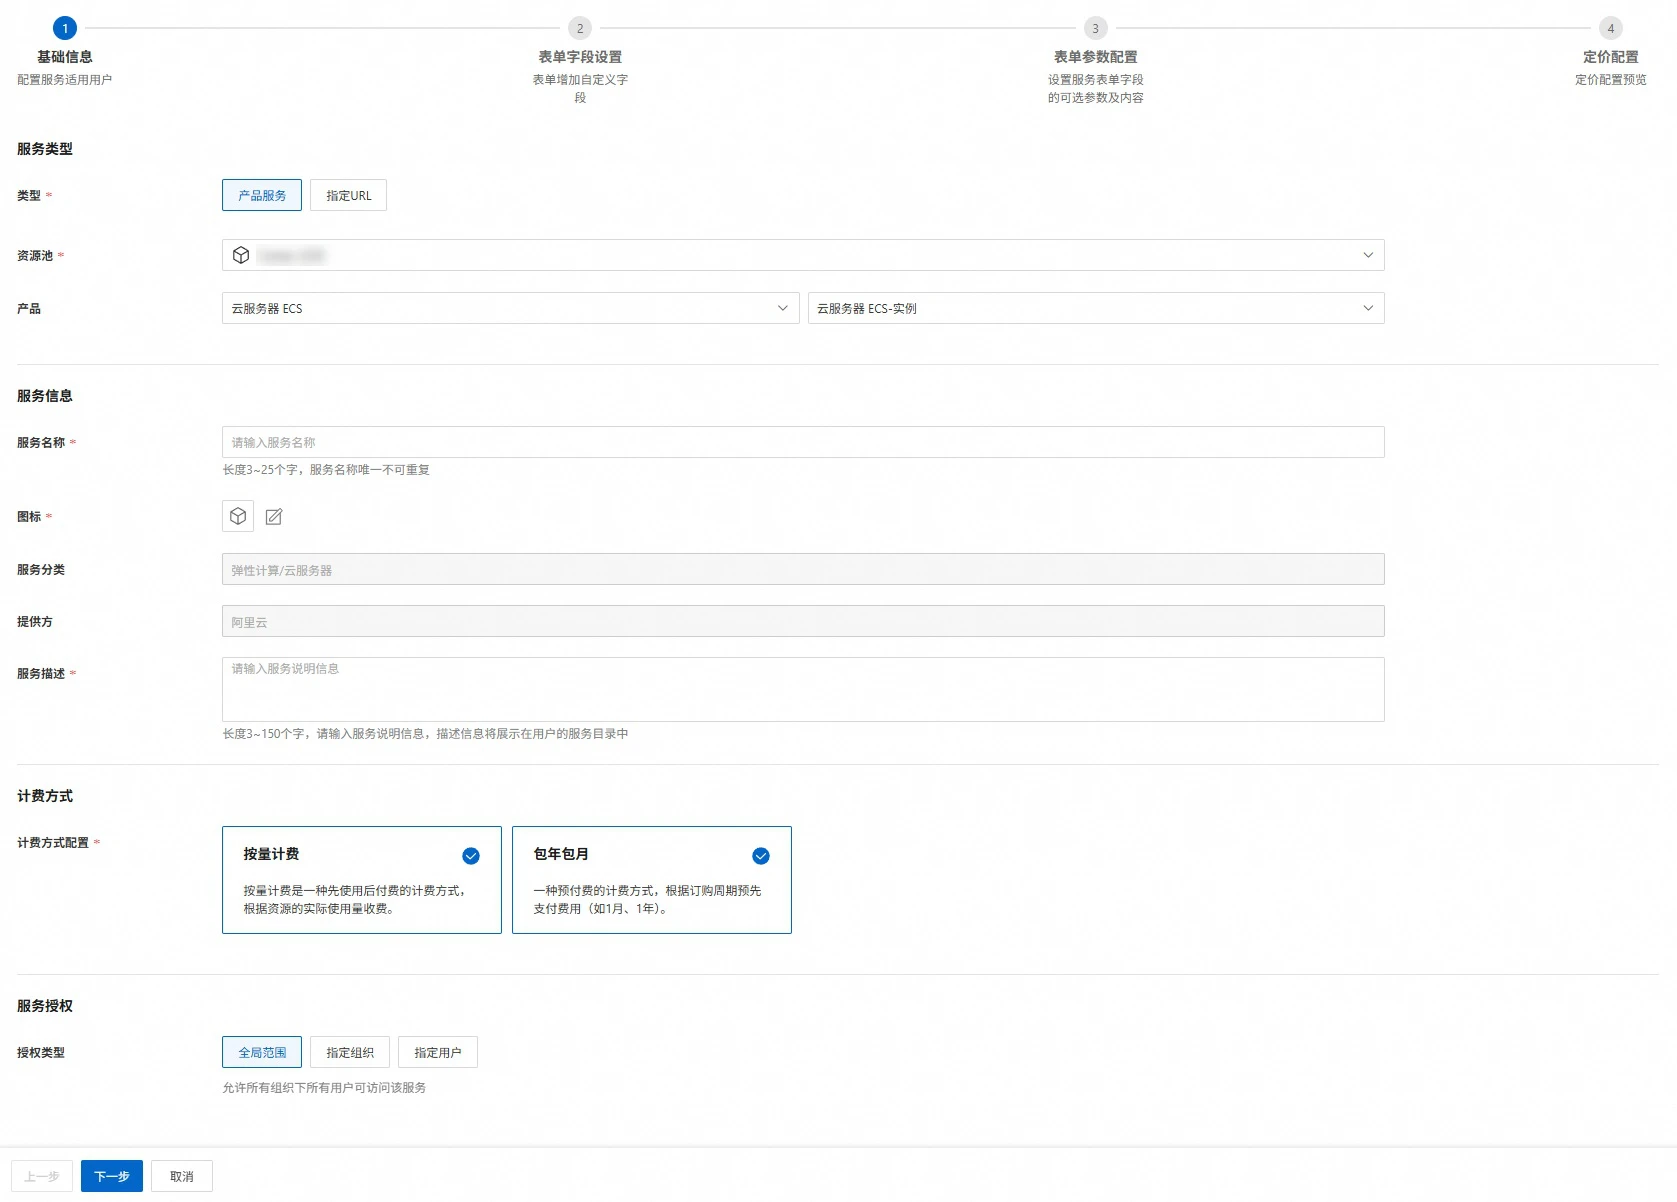 1
基础信息
配置服务适用用户
2
表单字段设置
表单增加自定义字
段
3
表单参数配置
设置服务表单字段
的可选参数及内容
4
定价配置
定价配置预览
服务类型
类型 *
产品服务
指定URL
资源池 *
产品
云服务器 ECS
云服务器 ECS-实例
服务信息
服务名称 *
请输入服务名称
长度3~25个字，服务名称唯一不可重复
图标 *
服务分类
弹性计算/云服务器
提供方
阿里云
服务描述 *
请输入服务说明信息
长度3~150个字，请输入服务说明信息，描述信息将展示在用户的服务目录中
计费方式
计费方式配置 *
按量计费
按量计费是一种先使用后付费的计费方式，
根据资源的实际使用量收费。
包年包月
一种预付费的计费方式，根据订购周期预先
支付费用（如1月、1年）。
服务授权
授权类型
全局范围
指定组织
指定用户
允许所有组织下所有用户可访问该服务
上一步
下一步
取消